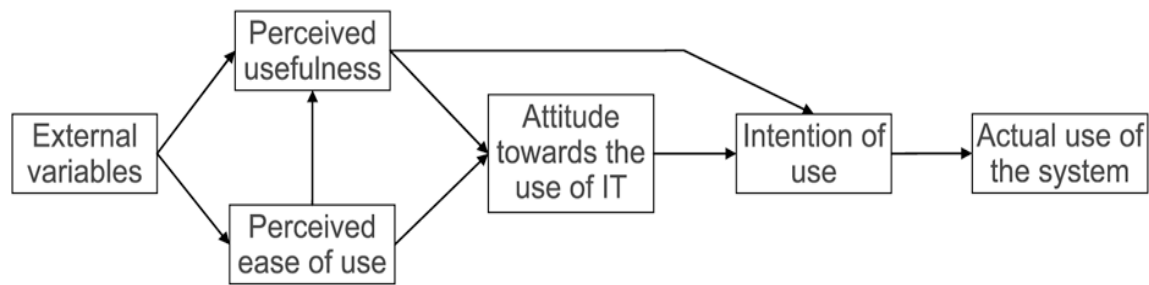 Perceived
usefulness
External
variables
Perceived
ease of use
Attitude
towards the
use of IT
Intention of
use
Actual use of
the system